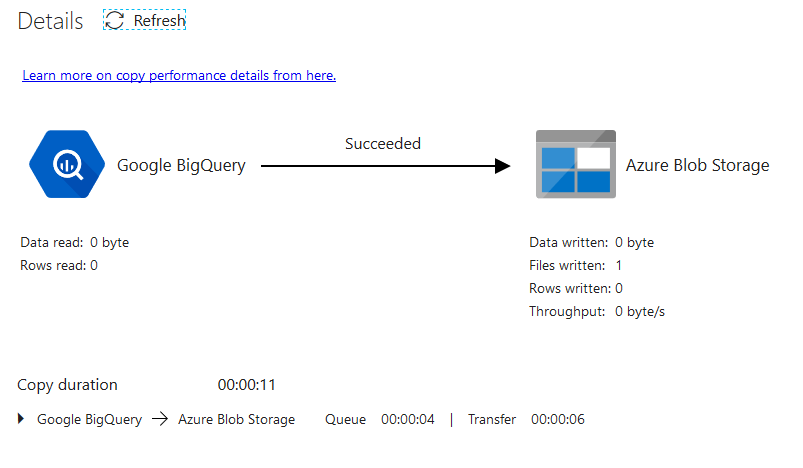 Details Refresh
Learn more on copy performance details from here.
Succeeded
Google BigQuery Azure Blob Storage
Data read: 0 byte
Rows read: 0
Data written: 0 byte
Files written: 1
Rows written: 0
Throughput: 0 byte/s
Copy duration 00:00:11
Google BigQuery → Azure Blob Storage Queue 00:00:04 | Transfer 00:00:06